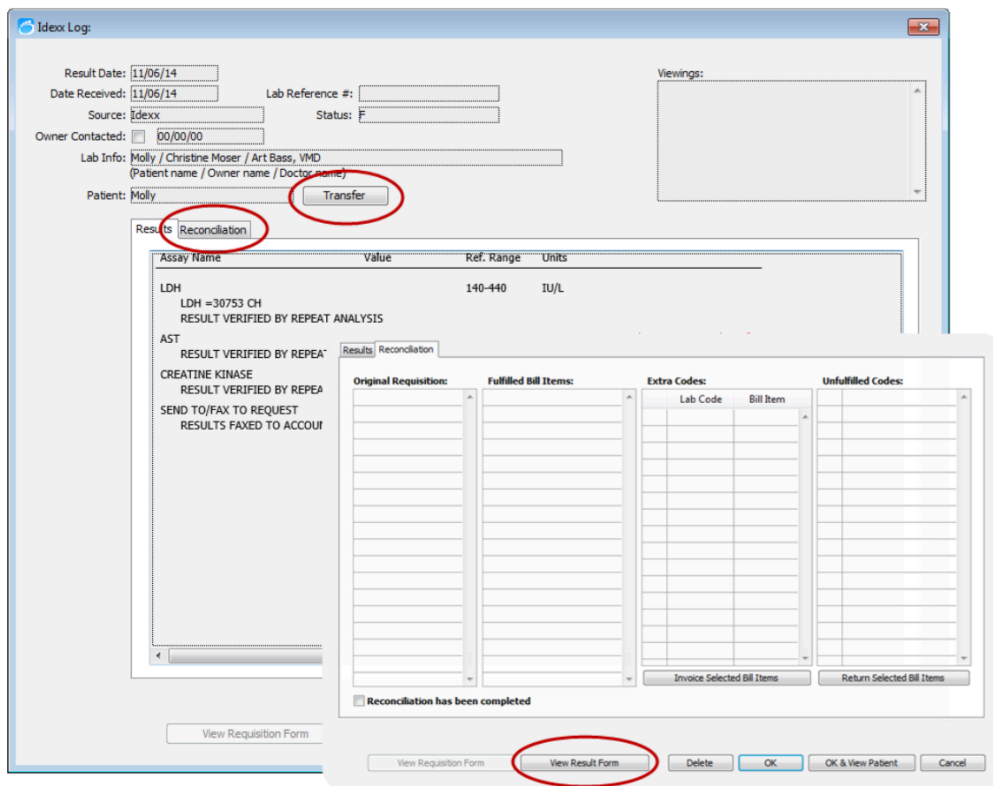 Idexx Log:
Result Date: 11/06/14
Viewings:
Date Received: 11/06/14 Lab Reference #:
Source: Idexx Status: F
Owner Contacted: 00/00/00
Lab Info: Molly / Christine Moser / Art Bass, VMD
(Patient name / Owner name / Doctor name)
Patient: Molly Transfer
Results Reconciliation
Assay Name Value Ref. Range Units
LDH 140-440 IU/L
LDH =30753 CH
RESULT VERIFIED BY REPEAT ANALYSIS
AST
RESULT VERIFIED BY REPEAT
CREATINE KINASE
RESULT VERIFIED BY REPEA
SEND TO/FAX TO REQUEST
RESULTS FAXED TO ACCOUN
View Requisition Form
Results Reconciliation
Original Requisition: Fulfilled Bill Items: Extra Codes: Unfulfilled Codes:
Lab Code Bill Item
Invoice Selected Bill Items Return Selected Bill Items
Reconciliation has been completed
View Requisition Form View Result Form Delete OK OK & View Patient Cancel